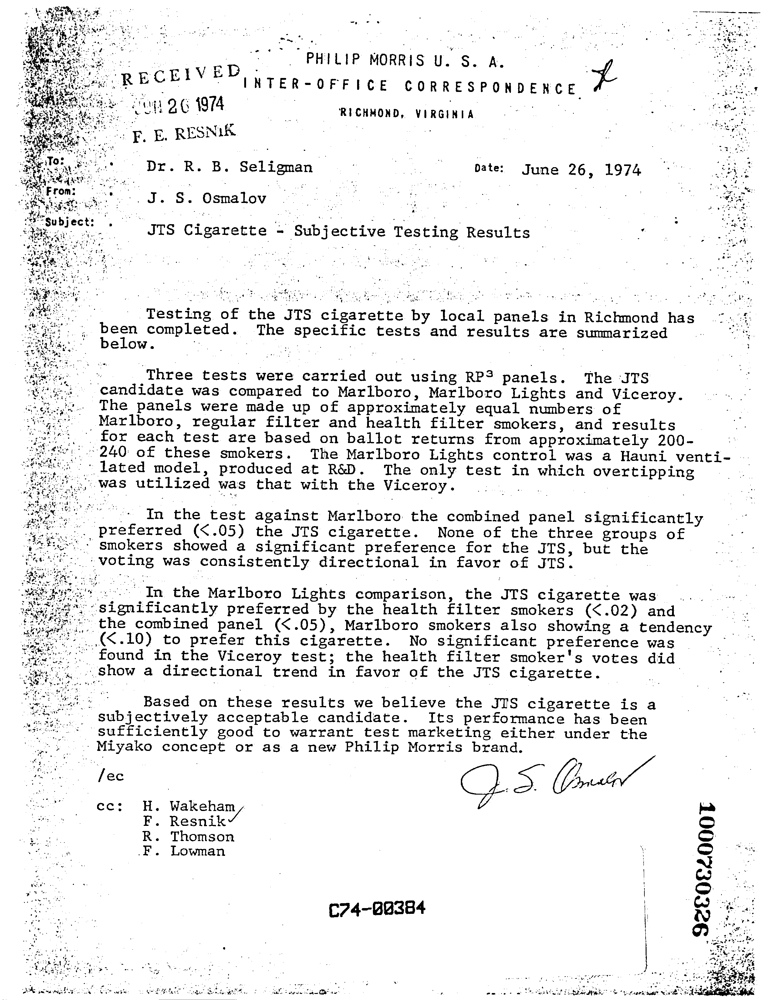 PHILIP MORRIS U. S. A.
RECEIVED
INTER-OFFICE CORRESPONDENCE
JUN 26 1974
RICHMOND, VIRGINIA
F. E. RESNIK
To: Dr. R. B. Seligman Date: June 26, 1974
From: J. S. Osmalov
Subject: JTS Cigarette - Subjective Testing Results
Testing of the JTS cigarette by local panels in Richmond has
been completed. The specific tests and results are summarized
below.
Three tests were carried out using RP³ panels. The JTS
candidate was compared to Marlboro, Marlboro Lights and Viceroy.
The panels were made up of approximately equal numbers of
Marlboro, regular filter and health filter smokers, and results
for each test are based on ballot returns from approximately 200-
240 of these smokers. The Marlboro Lights control was a Hauni venti-
lated model, produced at R&D. The only test in which overtipping
was utilized was that with the Viceroy.
In the test against Marlboro the combined panel significantly
preferred (<.05) the JTS cigarette. None of the three groups of
smokers showed a significant preference for the JTS, but the
voting was consistently directional in favor of JTS.
In the Marlboro Lights comparison, the JTS cigarette was
significantly preferred by the health filter smokers (<.02) and
the combined panel (<.05), Marlboro smokers also showing a tendency
(<.10) to prefer this cigarette. No significant preference was
found in the Viceroy test; the health filter smoker's votes did
show a directional trend in favor of the JTS cigarette.
Based on these results we believe the JTS cigarette is a
subjectively acceptable candidate. Its performance has been
sufficiently good to warrant test marketing either under the
Miyako concept or as a new Philip Morris brand.
/ec
J. S. Osmalov
cc: H. Wakeham
F. Resnik
R. Thomson
F. Lowman
C74-00384
1000730326